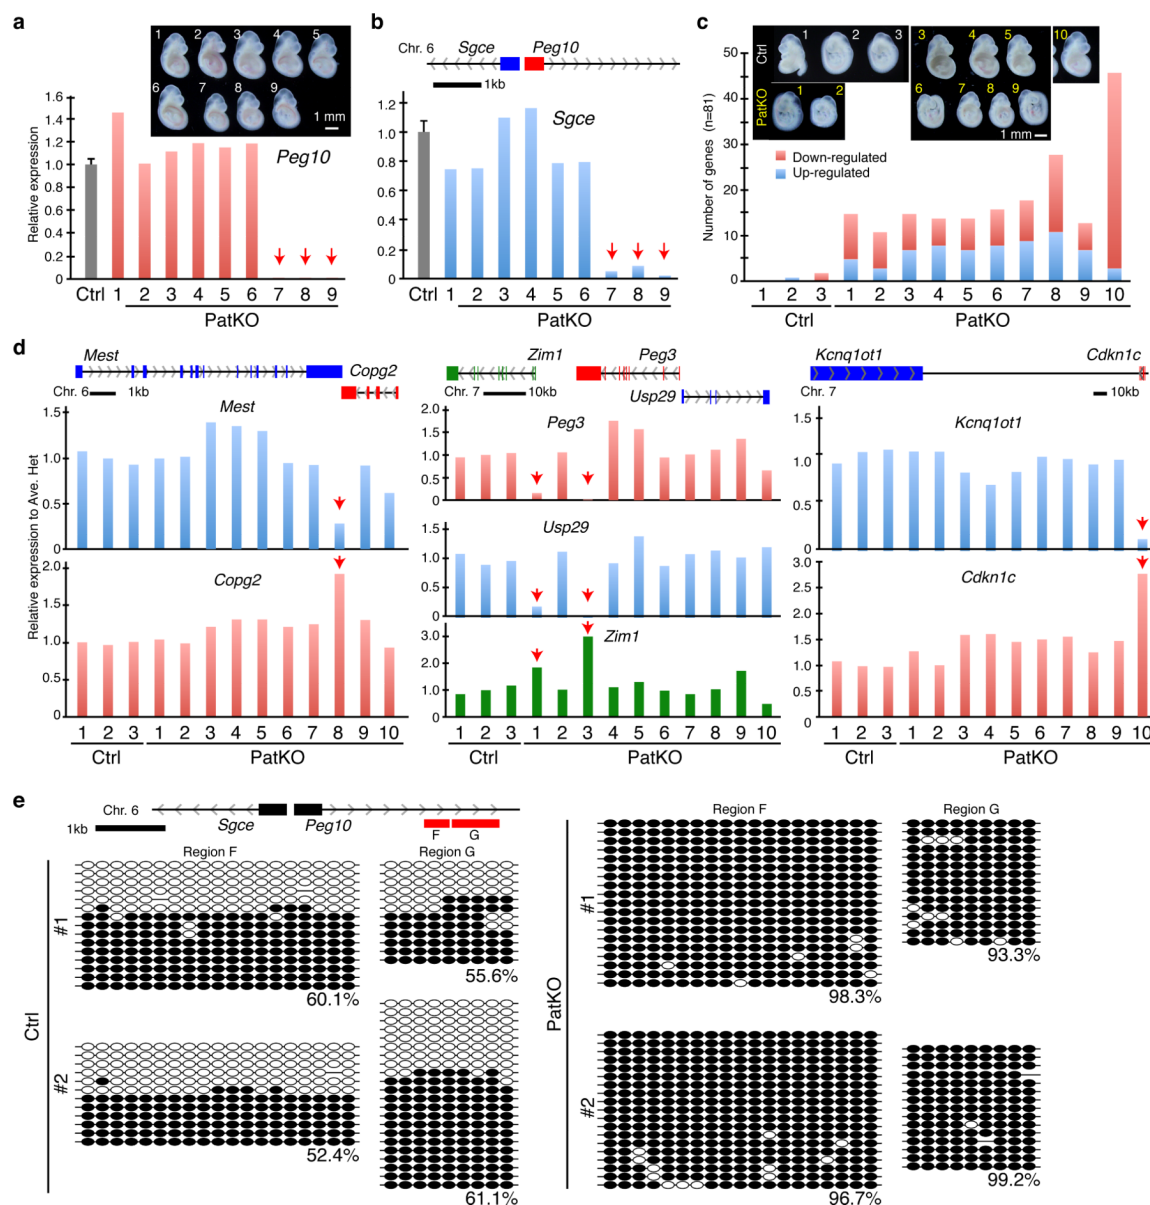 a
1 2 3 4 5
6 7 8 9
1 mm
Peg10
Relative expression
1.6
1.4
1.2
1.0
0.8
0.6
0.4
0.2
0
Ctrl 1 2 3 4 5 6 7 8 9
PatKO
b
Chr. 6 Sgce Peg10
1kb
Sgce
1.2
1.0
0.8
0.6
0.4
0.2
0
Ctrl 1 2 3 4 5 6 7 8 9
PatKO
c
Ctrl
1 2 3
PatKO
1 2
3 4 5 10
6 7 8 9
1 mm
Number of genes (n=81)
50
40
30
20
10
0
Down-regulated
Up-regulated
1 2 3 1 2 3 4 5 6 7 8 9 10
Ctrl PatKO
d
Mest
Copg2
Chr. 6 1kb
Relative expression to Ave. Het
Mest
1.5
1.0
0.5
0
Copg2
2.0
1.5
1.0
0.5
0
1 2 3 1 2 3 4 5 6 7 8 9 10
Ctrl PatKO
Zim1 Peg3
Chr. 7 10kb
Usp29
Peg3
2.0
1.5
1.0
0.5
0
Usp29
1.5
1.0
0.5
0
Zim1
3.0
2.0
1.0
0
1 2 3 1 2 3 4 5 6 7 8 9 10
Ctrl PatKO
Kcnq1ot1 Cdkn1c
Chr. 7 10kb
Kcnq1ot1
1.5
1.0
0.5
0
Cdkn1c
3.0
2.5
2.0
1.5
1.0
0.5
0
1 2 3 1 2 3 4 5 6 7 8 9 10
Ctrl PatKO
e
Chr. 6
1kb
Sgce Peg10
F G
Region F Region G
Ctrl
#1
60.1%
55.6%
#2
52.4%
61.1%
Region F Region G
PatKO
#1
98.3%
93.3%
#2
96.7%
99.2%